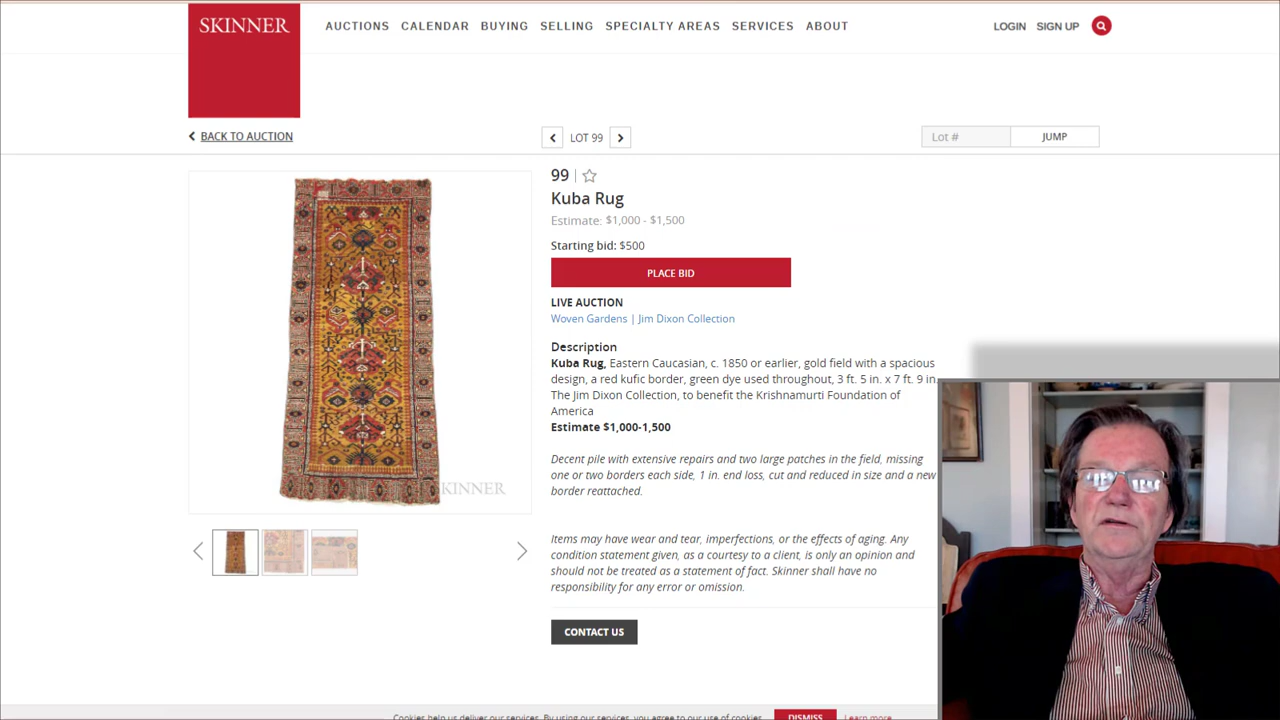 SKINNER
AUCTIONS CALENDAR BUYING SELLING SPECIALTY AREAS SERVICES ABOUT
LOGIN SIGN UP
BACK TO AUCTION
LOT 99
Lot #
JUMP
99
Kuba Rug
Estimate: $1,000 - $1,500
Starting bid: $500
PLACE BID
LIVE AUCTION
Woven Gardens | Jim Dixon Collection
Description
Kuba Rug, Eastern Caucasian, c. 1850 or earlier, gold field with a spacious
design, a red kufic border, green dye used throughout, 3 ft. 5 in. x 7 ft. 9 in.
The Jim Dixon Collection, to benefit the Krishnamurti Foundation of
America
Estimate $1,000-1,500
Decent pile with extensive repairs and two large patches in the field, missing
one or two borders each side, 1 in. end loss, cut and reduced in size and a new
border reattached.
Items may have wear and tear, imperfections, or the effects of aging. Any
condition statement given, as a courtesy to a client, is only an opinion and
should not be treated as a statement of fact. Skinner shall have no
responsibility for any error or omission.
CONTACT US
SKINNER
Cookies help us deliver our services. By using our services, you agree to our use of cookies.
DISMISS
Learn more